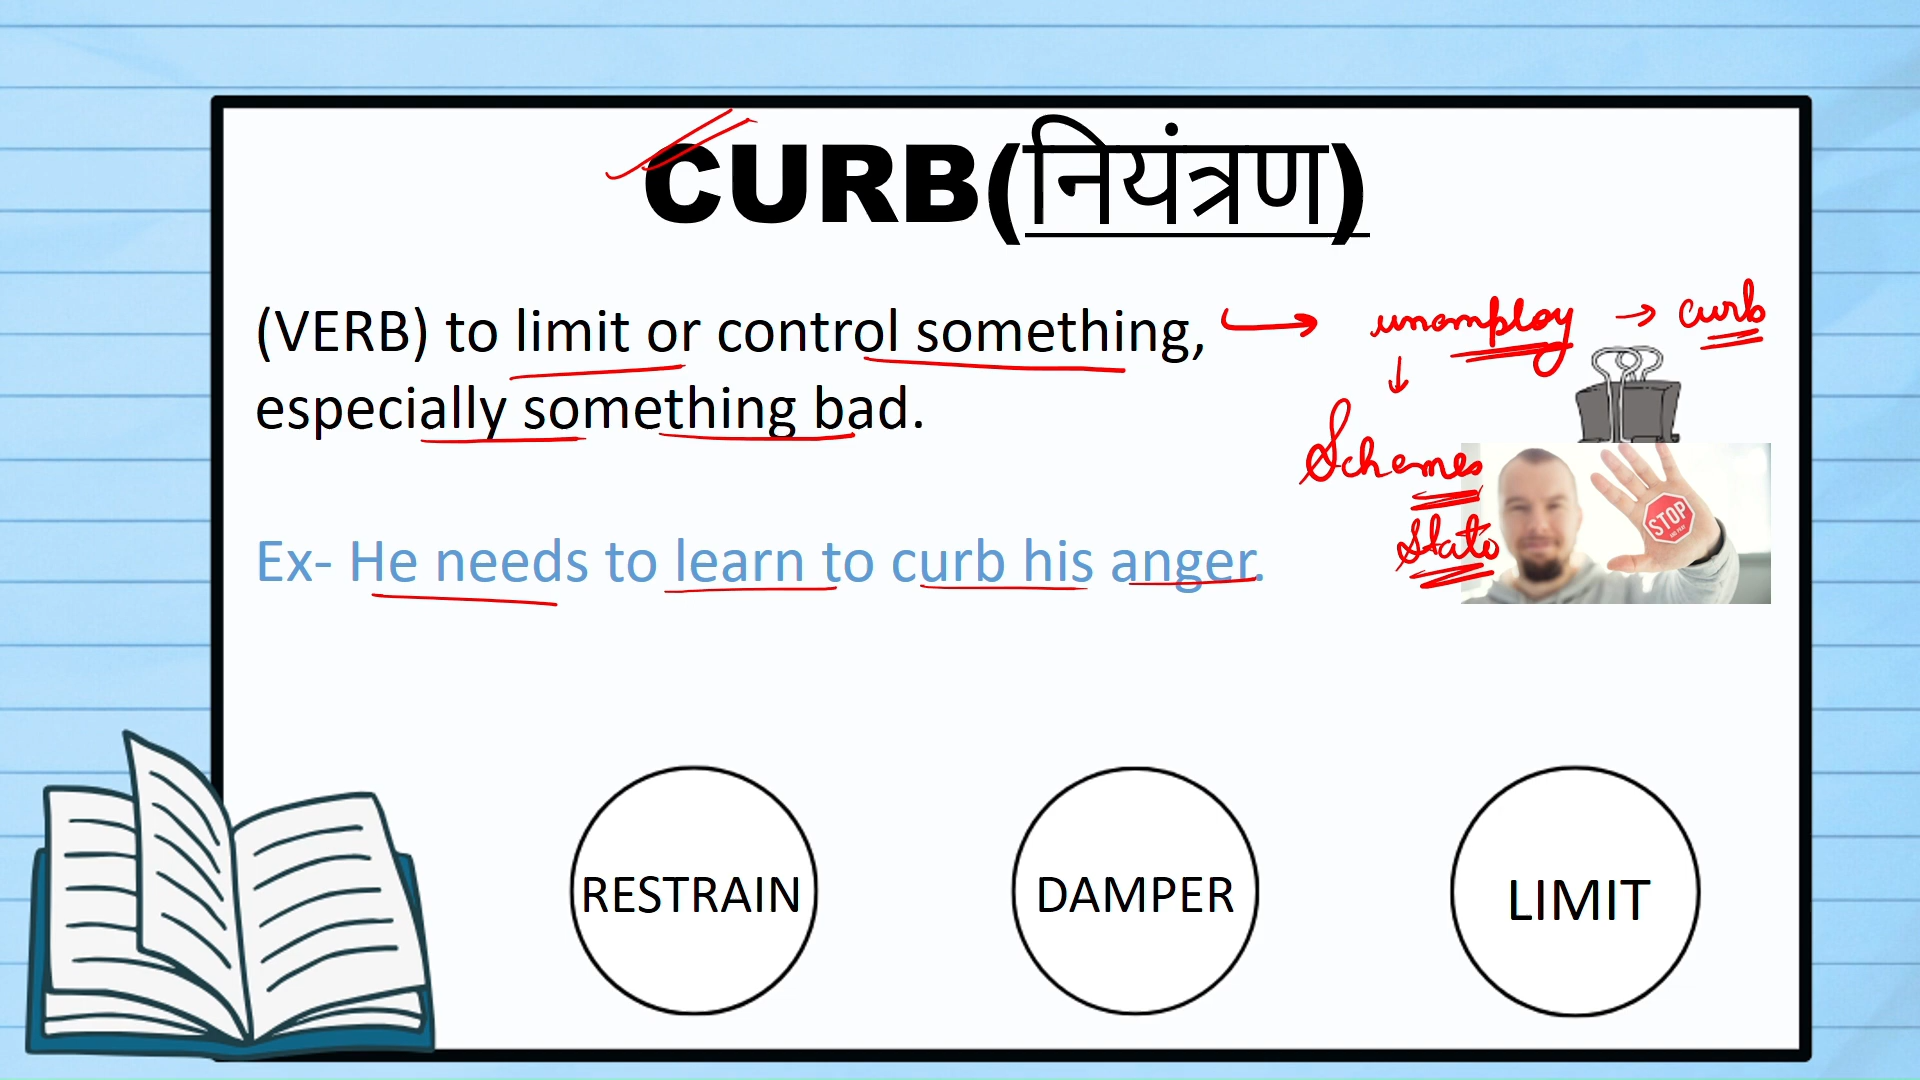 CURB(नियंत्रण)
(VERB) to limit or control something,
especially something bad.
→ unemploy → curb
↓
Schemes
State
STOP
Ex- He needs to learn to curb his anger.
RESTRAIN
DAMPER
LIMIT